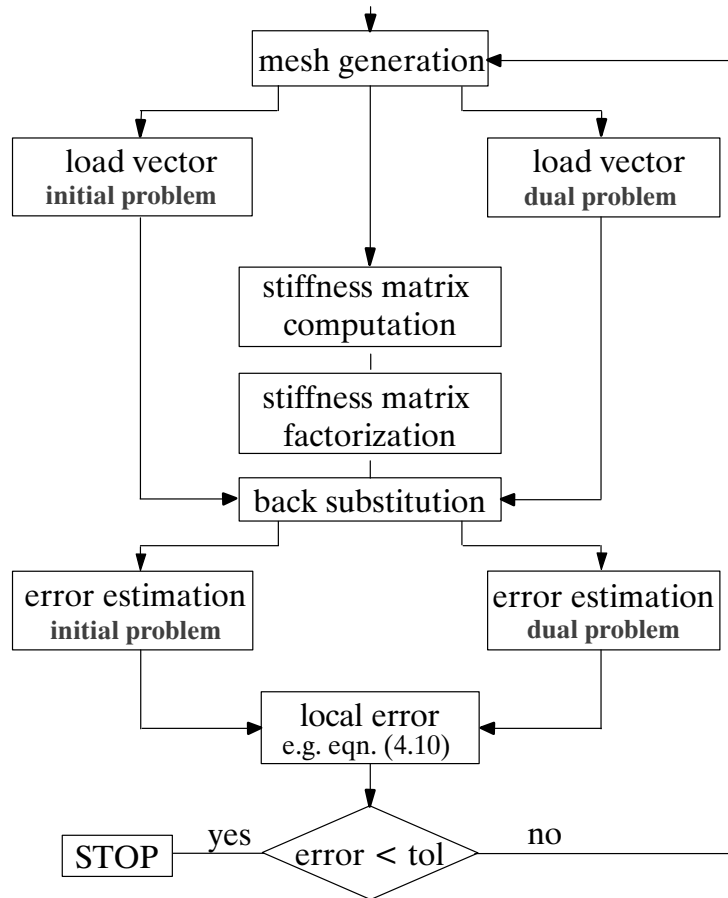 mesh generation
load vector
initial problem
load vector
dual problem
stiffness matrix
computation
stiffness matrix
factorization
back substitution
error estimation
initial problem
error estimation
dual problem
local error
e.g. eqn. (4.10)
yes
no
STOP
error < tol